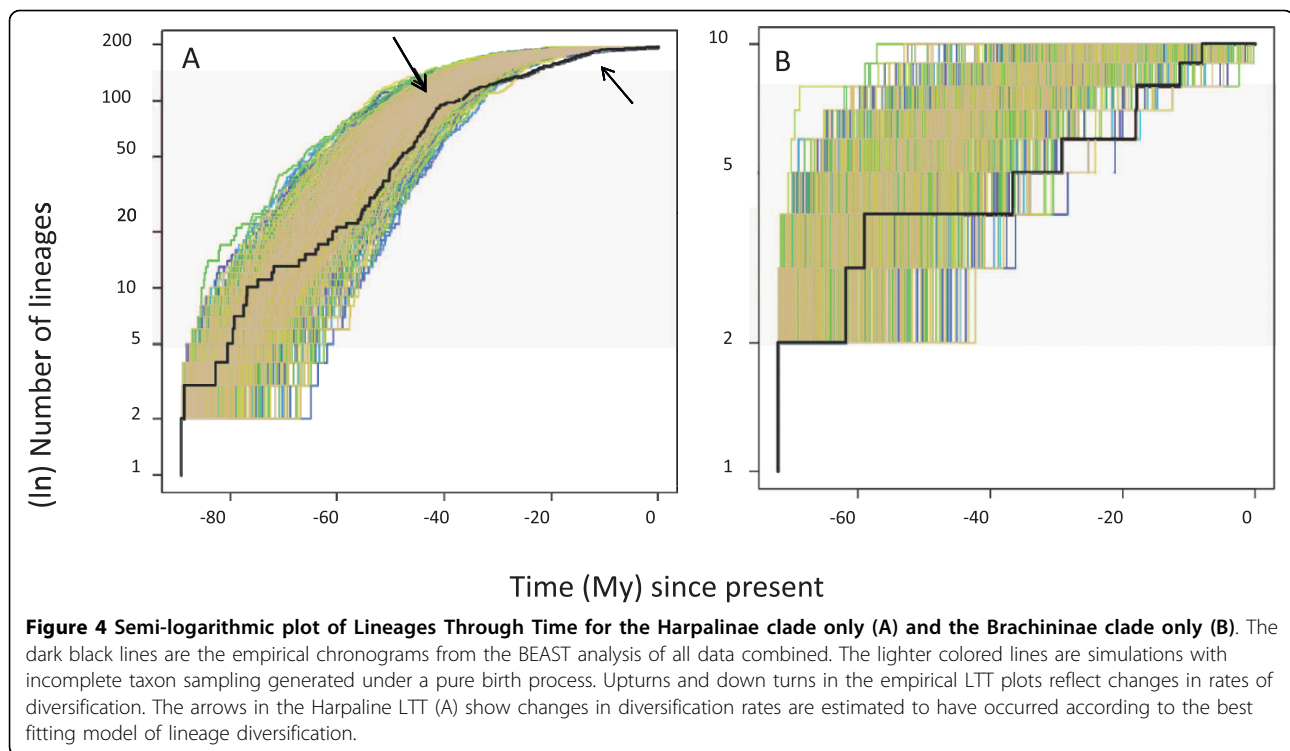 A
B
200
100
50
20
10
5
2
1
10
5
2
1
(ln) Number of lineages
-80 -60 -40 -20 0
-60 -40 -20 0
Time (My) since present
Figure 4 Semi-logarithmic plot of Lineages Through Time for the Harpalinae clade only (A) and the Brachininae clade only (B). The
dark black lines are the empirical chronograms from the BEAST analysis of all data combined. The lighter colored lines are simulations with
incomplete taxon sampling generated under a pure birth process. Upturns and down turns in the empirical LTT plots reflect changes in rates of
diversification. The arrows in the Harpaline LTT (A) show changes in diversification rates are estimated to have occurred according to the best
fitting model of lineage diversification.